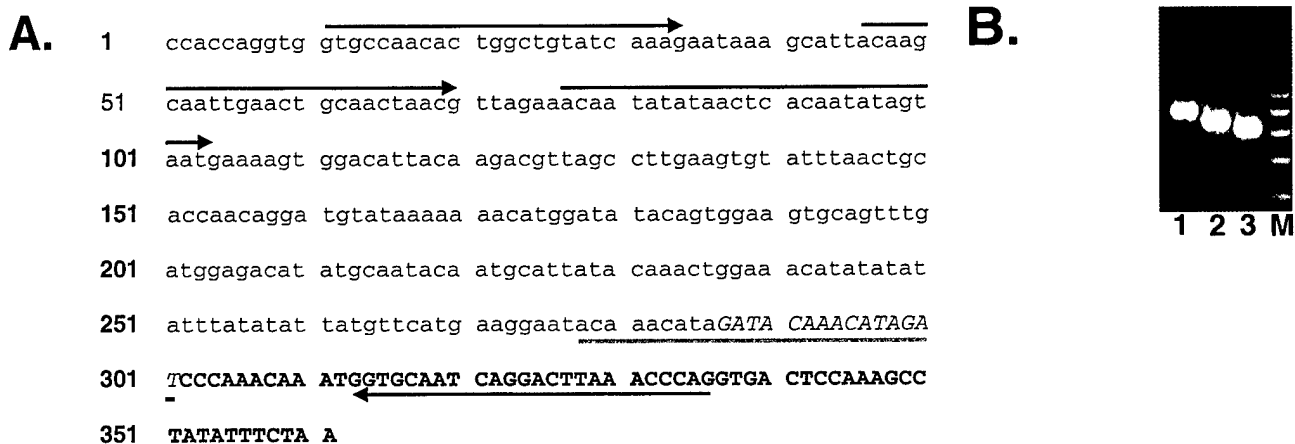 A.
B.
1 ccaccaggtg gtgccaacac tggctgtatc aaagaataaa gcattacaag
51 caattgaact gcaactaacg ttagaaacaa tatataactc acaatatagt
101 aatgaaaagt ggacattaca agacgttagc cttgaagtgt atttaactgc
151 accaacagga tgtataaaaa aacatggata tacagtggaa gtgcagtttg
201 atggagacat atgcaataca atgcattata caaactggaa acatatatat
251 atttatatat tatgttcatg aaggaataca aacataGATA CAAACATAGA
301 TCCCAAACAA ATGGTGCAAT CAGGACTTAA ACCCAGGTGA CTCCAAAGCC
351 TATATTTCTA A
1 2 3 M